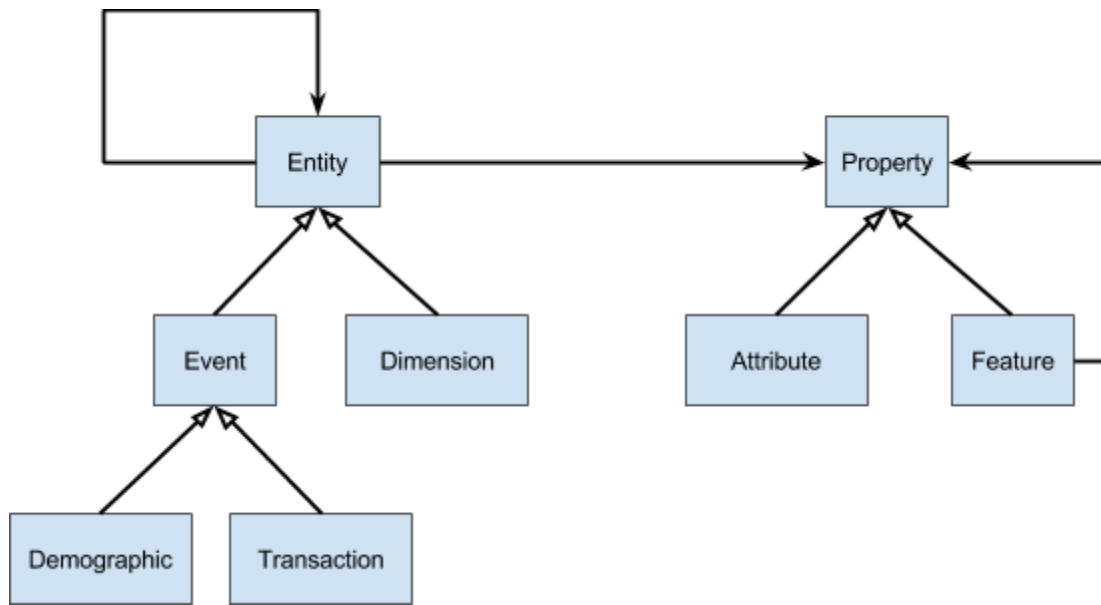 Entity
Property
Event
Dimension
Attribute
Feature
Demographic
Transaction